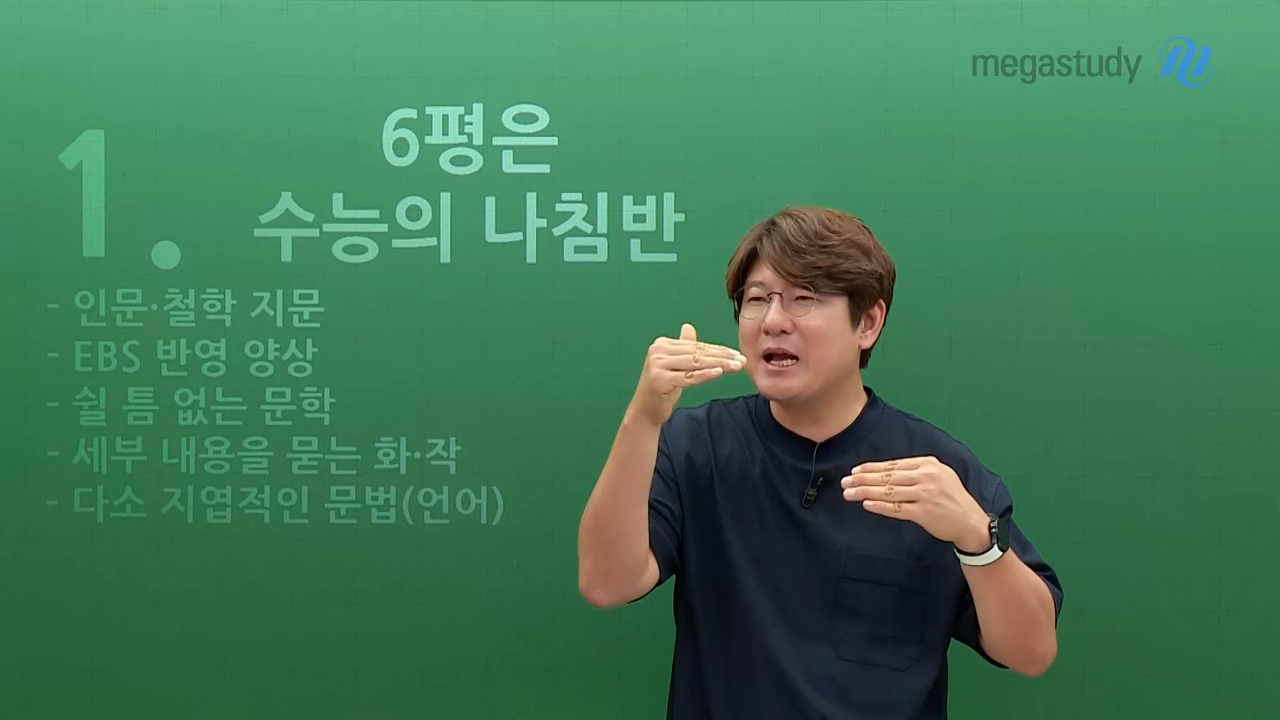 megastudy
1.
6평은
수능의 나침반
- 인문·철학 지문
- EBS 반영 양상
- 쉴 틈 없는 문학
- 세부 내용을 묻는 화·작
- 다소 지엽적인 문법(언어)